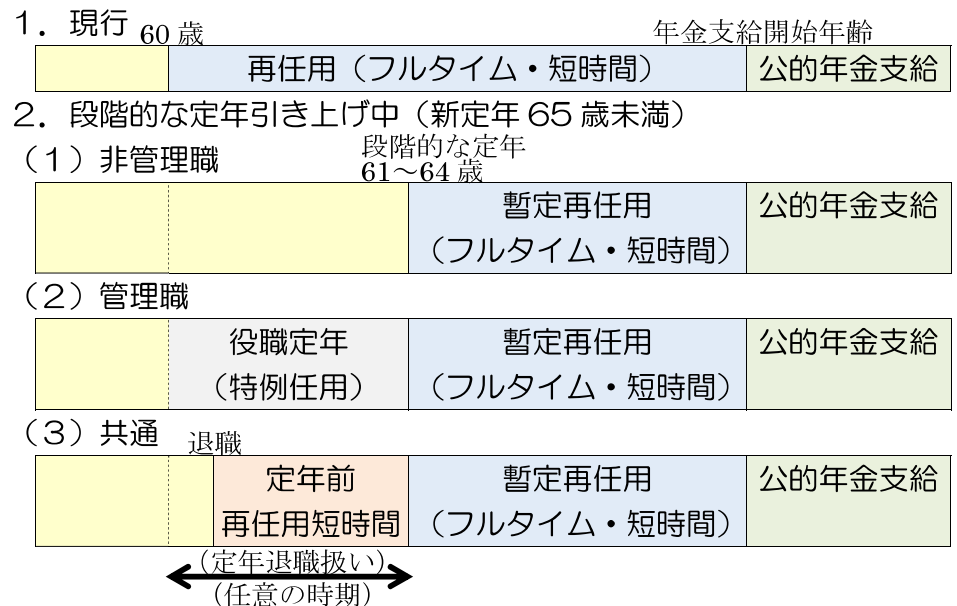 １．現行
60 歳
年金支給開始年齢
再任用（フルタイム・短時間）
公的年金支給
２．段階的な定年引き上げ中（新定年 65 歳未満）
（１）非管理職
段階的な定年
61～64 歳
暫定再任用
（フルタイム・短時間）
公的年金支給
（２）管理職
役職定年
（特例任用）
暫定再任用
（フルタイム・短時間）
公的年金支給
（３）共通
退職
定年前
再任用短時間
暫定再任用
（フルタイム・短時間）
公的年金支給
（定年退職扱い）
（任意の時期）